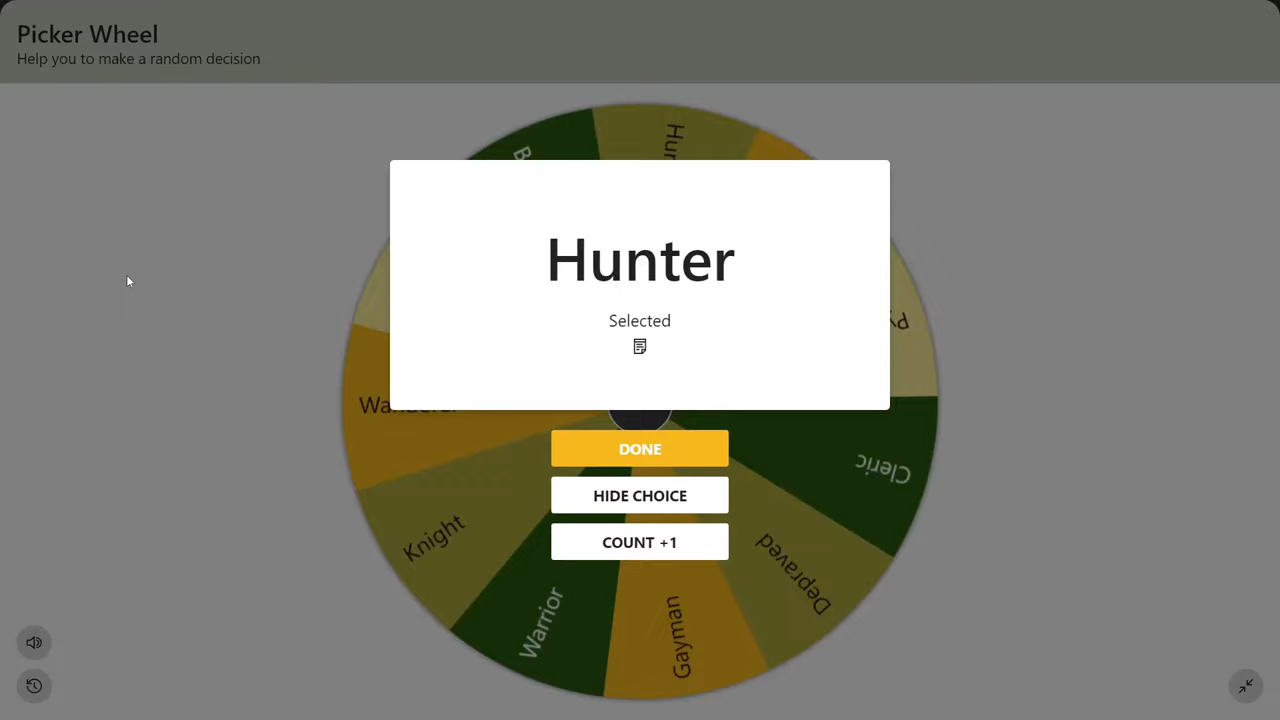 Picker Wheel
Help you to make a random decision
Hunter
Selected
DONE
HIDE CHOICE
COUNT +1
Wanderer
Knight
Warrior
Gayman
Depraved
Cleric